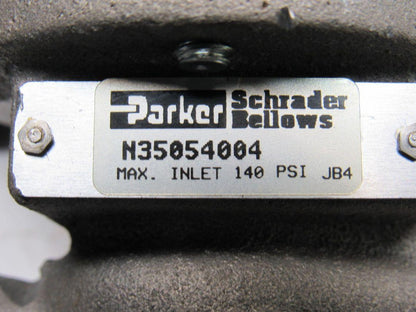 Parker Schrader Bellows
N35054004
MAX. INLET 140 PSI JB4